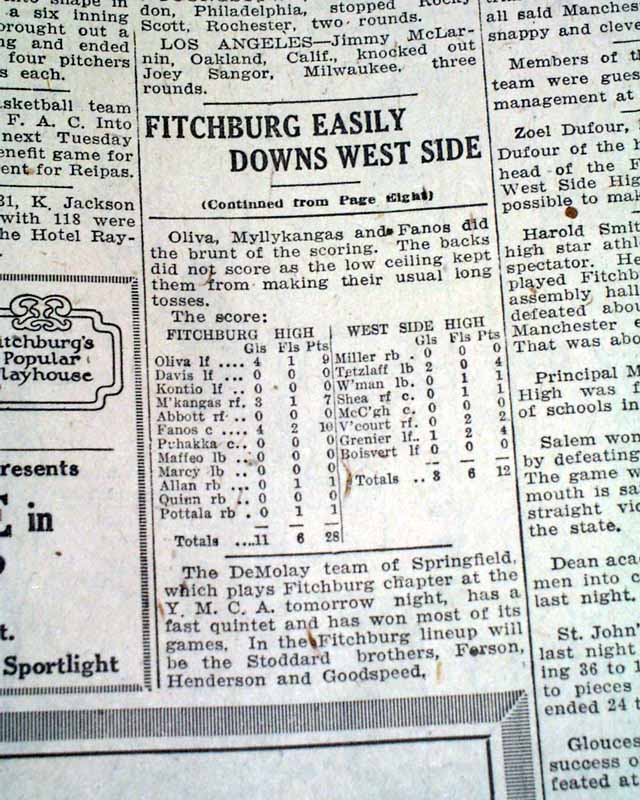 to shape in
a six inning
brought out a
ng and ended
four pitchers
s each.
asketball team
F. A. C. Into
next Tuesday
enefit game for
ent for Reipas.
31, K. Jackson
with 118 were
he Hotel Ray-
itchburg's
Popular
layhouse
resents
in
t.
Sportlight
don, Philadelphia, stopped Rocky
Scott, Rochester, two rounds.
LOS ANGELES—Jimmy McLar-
nin, Oakland, Calif., knocked out
Joey Sangor, Milwaukee, three
rounds.
FITCHBURG EASILY
DOWNS WEST SIDE
(Continned from Page Eight)
Oliva, Myllykangas and Fanos did
the brunt of the scoring. The backs
did not score as the low ceiling kept
them from making their usual long
tosses.
The score:
FITCHBURG HIGH
Gls Fls Pts
Oliva lf .... 4 1 9
Davis lf ... 0 0 0
Kontio lf .. 0 0 0
M'kangas rf. 3 1 7
Abbott rf.. 0 0 0
Fanos c .... 4 2 10
Puhakka c.. 0 0 0
Maffeo lb .. 0 0 0
Marcy lb .. 0 0 0
Allan rb ... 0 1 1
Quinn rb .. 0 0 0
Pottala rb . 0 1 1
Totals ....11 6 28
WEST SIDE HIGH
Gls Fls Pts
Miller rb . 0 0 0
Tetzlaff lb 2 0 4
W'man lb. 0 1 1
Shea rf c. 0 1 1
McC'gh c. 0 0 0
V'court rf. 0 2 2
Grenier lf.. 1 2 4
Boisvert lf 0 0 0
Totals .. 3 6 12
The DeMolay team of Springfield,
which plays Fitchburg chapter at the
Y. M. C. A. tomorrow night, has a
fast quintet and has won most of its
games. In the Fitchburg lineup will
be the Stoddard brothers, Ferson,
Henderson and Goodspeed.
all said Manches
snappy and cleve
Members of th
team were gues
management at
Zoel Dufour,
Dufour of the h
head of the F
West Side Hig
possible to mak
Harold Smit
high star athl
spectator. He
played Fitchb
assembly hall
defeated abou
Manchester
That was abo
Principal M
High was
of schools in
Salem won
by defeating
The game w
mouth is sa
straight vic
the state.
Dean aca
men into c
last night.
St. John'
last night
ing 36 to 1
to pieces
ended 24 t
Glouces
success o
feated at